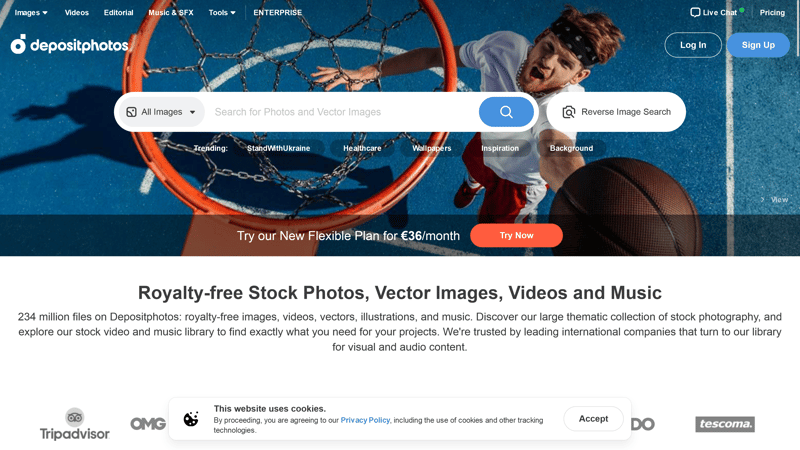 Images Videos Editorial Music & SFX Tools ENTERPRISE Live Chat Pricing
depositphotos Log In Sign Up
All Images Search for Photos and Vector Images Reverse Image Search
Trending: StandWithUkraine Healthcare Wallpapers Inspiration Background
View
Try our New Flexible Plan for €36/month Try Now
Royalty-free Stock Photos, Vector Images, Videos and Music
234 million files on Depositphotos: royalty-free images, videos, vectors, illustrations, and music. Discover our large thematic collection of stock photography, and
explore our stock video and music library to find exactly what you need for your projects. We're trusted by leading international companies that turn to our library
for visual and audio content.
This website uses cookies.
By proceeding, you are agreeing to our Privacy Policy, including the use of cookies and other tracking
technologies.
Accept
Tripadvisor OMG DO tescoma.